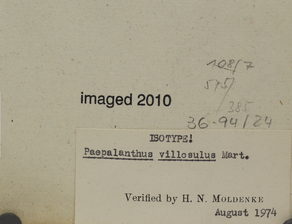 108/7
575/
385
imaged 2010
36-94/24
ISOTYPE!
Paepalanthus villosulus Mart.
Verified by H. N. MOLDENKE
August 1974